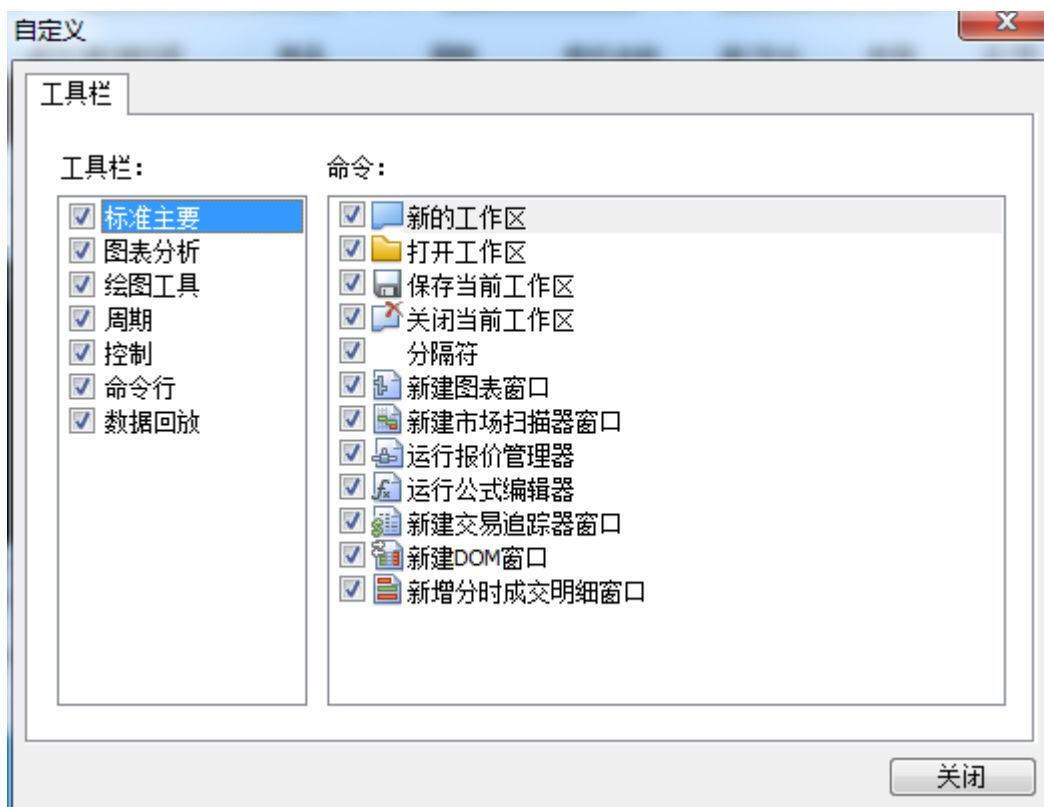 自定义
工具栏
工具栏：
命令：
标准主要
图表分析
绘图工具
周期
控制
命令行
数据回放
新的工作区
打开工作区
保存当前工作区
关闭当前工作区
分隔符
新建图表窗口
新建市场扫描器窗口
运行报价管理器
运行公式编辑器
新建交易追踪器窗口
新建DOM窗口
新增分时成交明细窗口
关闭